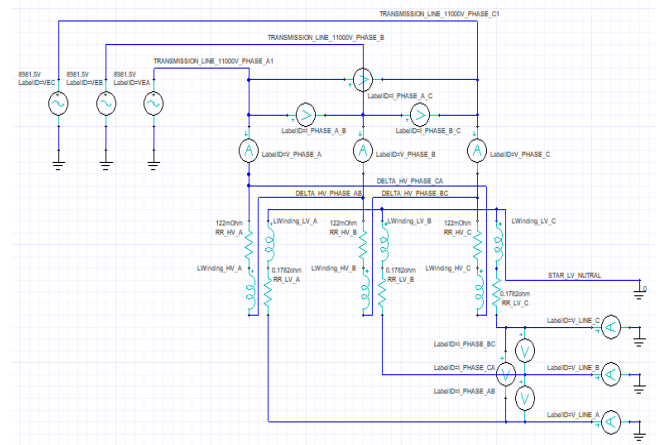 TRANSMISSION_LINE_11000V_PHASE_C1
TRANSMISSION_LINE_11000V_PHASE_B
TRANSMISSION_LINE_11000V_PHASE_A1
8981.5V
LabelID=VEC
8981.5V
LabelID=VEB
8981.5V
LabelID=VEA
LabelID=I_PHASE_A_C
LabelID=I_PHASE_A_B
LabelID=I_PHASE_B_C
A
LabelID=V_PHASE_A
A
LabelID=V_PHASE_B
A
LabelID=V_PHASE_C
DELTA_HV_PHASE_CA
DELTA_HV_PHASE_AB
DELTA_HV_PHASE_BC
122mOhm
RR_HV_A
LWinding_LV_A
122mOhm
RR_HV_B
LWinding_LV_B
122mOhm
RR_HV_C
LWinding_LV_C
LWinding_HV_A
0.1782ohm
RR_LV_A
LWinding_HV_B
0.1782ohm
RR_LV_B
LWinding_HV_C
0.1782ohm
RR_LV_C
STAR_LV_NUTRAL
0
LabelID=V_LINE_C
A
LabelID=I_PHASE_BC
V
LabelID=I_PHASE_CA
V
LabelID=V_LINE_B
A
LabelID=I_PHASE_AB
V
LabelID=V_LINE_A
A